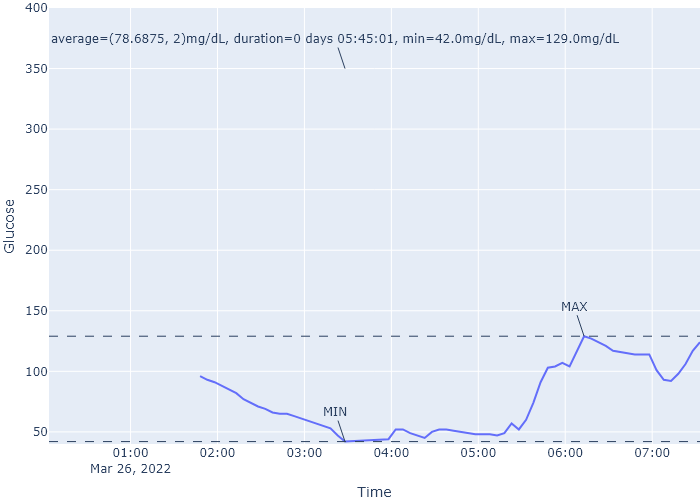 400
average=(78.6875, 2)mg/dL, duration=0 days 05:45:01, min=42.0mg/dL, max=129.0mg/dL
350
300
250
200
150
100
50
Glucose
MAX
MIN
01:00 02:00 03:00 04:00 05:00 06:00 07:00
Mar 26, 2022
Time